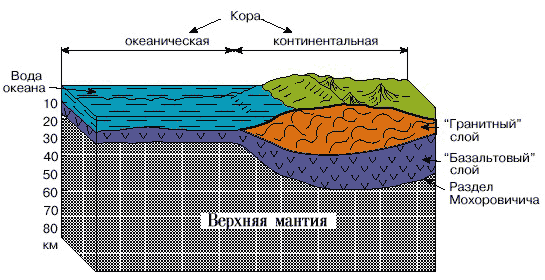 Кора
океаническая
континентальная
Вода
океана
10
20
30
40
50
60
70
80
км
"Гранитный"
слой
"Базальтовый"
слой
Раздел
Мохоровичича
Верхняя мантия